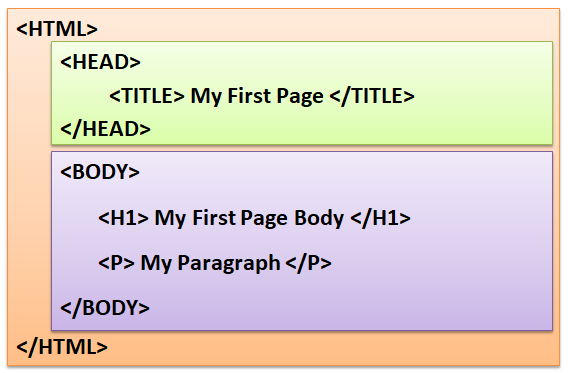 <HTML>
<HEAD>
<TITLE> My First Page </TITLE>
</HEAD>
<BODY>
<H1> My First Page Body </H1>
<P> My Paragraph </P>
</BODY>
</HTML>